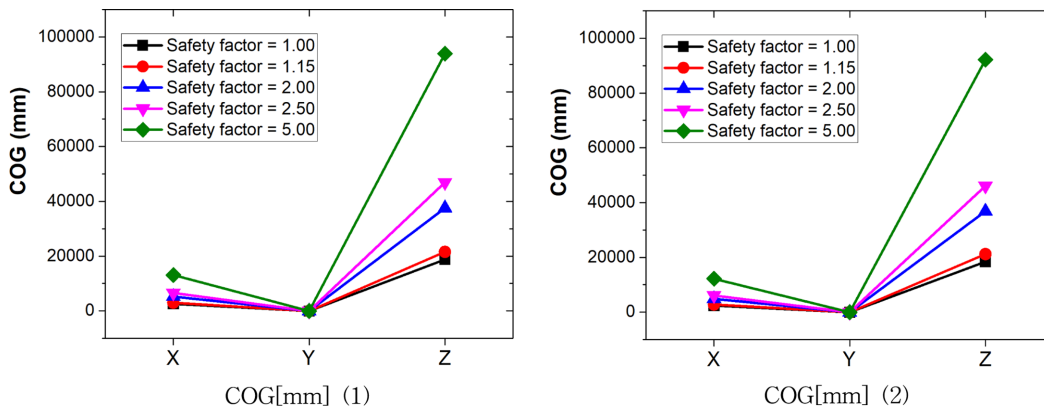 COG (mm)
100000
80000
60000
40000
20000
0
Safety factor = 1.00
Safety factor = 1.15
Safety factor = 2.00
Safety factor = 2.50
Safety factor = 5.00
X Y Z
COG[mm] (1)
COG (mm)
100000
80000
60000
40000
20000
0
Safety factor = 1.00
Safety factor = 1.15
Safety factor = 2.00
Safety factor = 2.50
Safety factor = 5.00
X Y Z
COG[mm] (2)